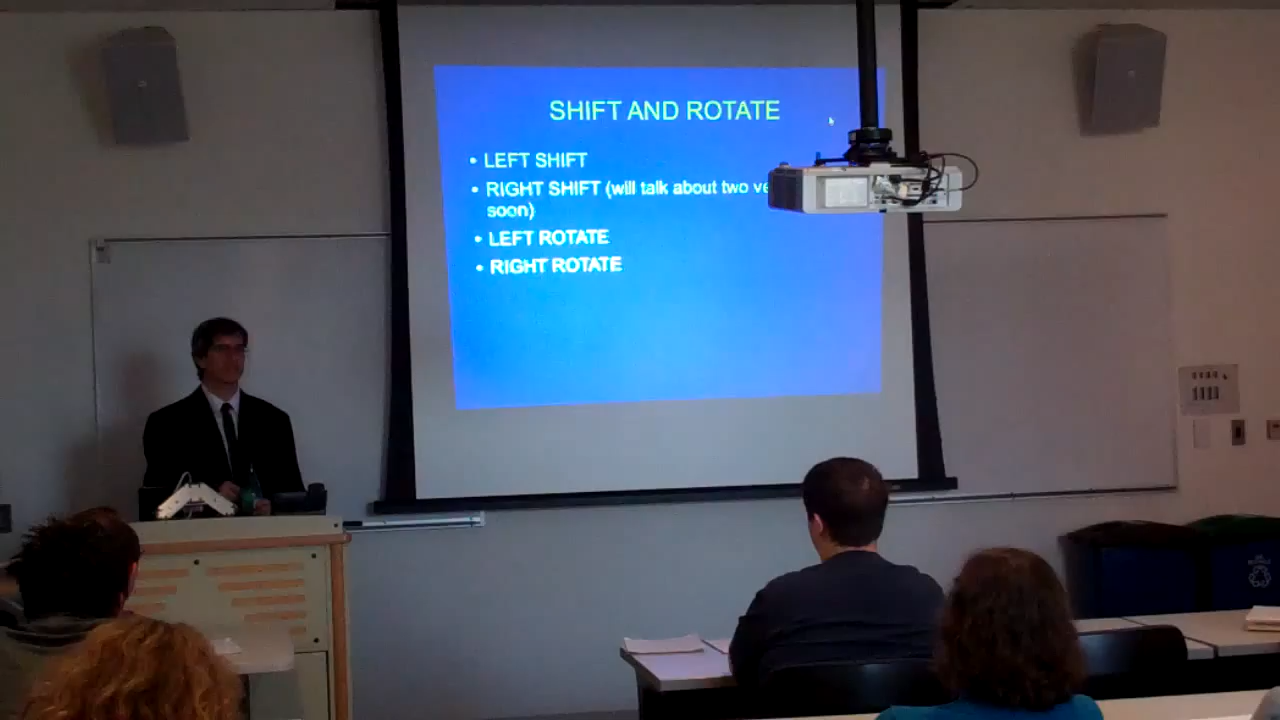 SHIFT AND ROTATE
• LEFT SHIFT
• RIGHT SHIFT (will talk about two
soon)
• LEFT ROTATE
• RIGHT ROTATE